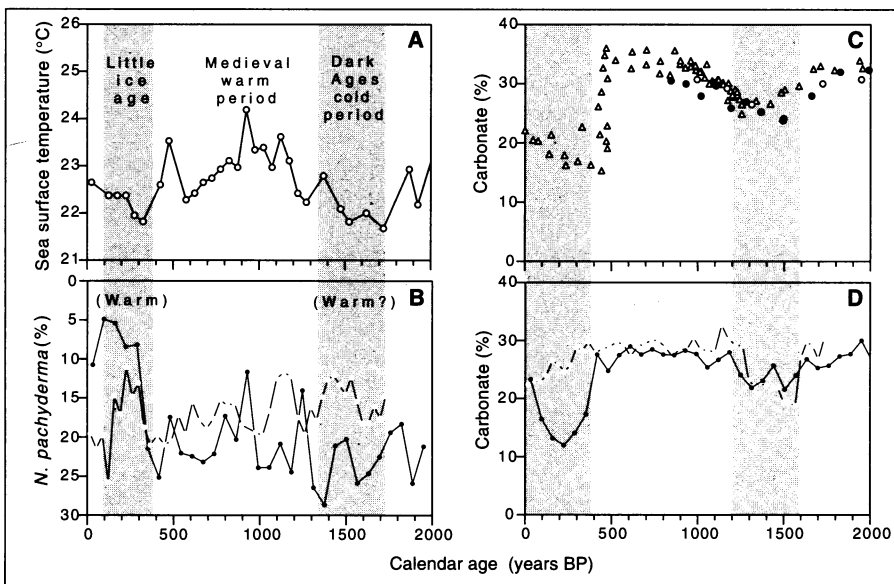 26
25
24
23
22
21
Sea surface temperature (°C)
A
Little
ice
age
Medieval
warm
period
Dark
Ages
cold
period
40
30
20
10
0
Carbonate (%)
C
0
5
10
15
20
25
30
N. pachyderma (%)
(Warm)
(Warm?)
B
0
500
1000
1500
2000
40
30
20
10
0
Carbonate (%)
D
0
500
1000
1500
2000
Calendar age (years BP)